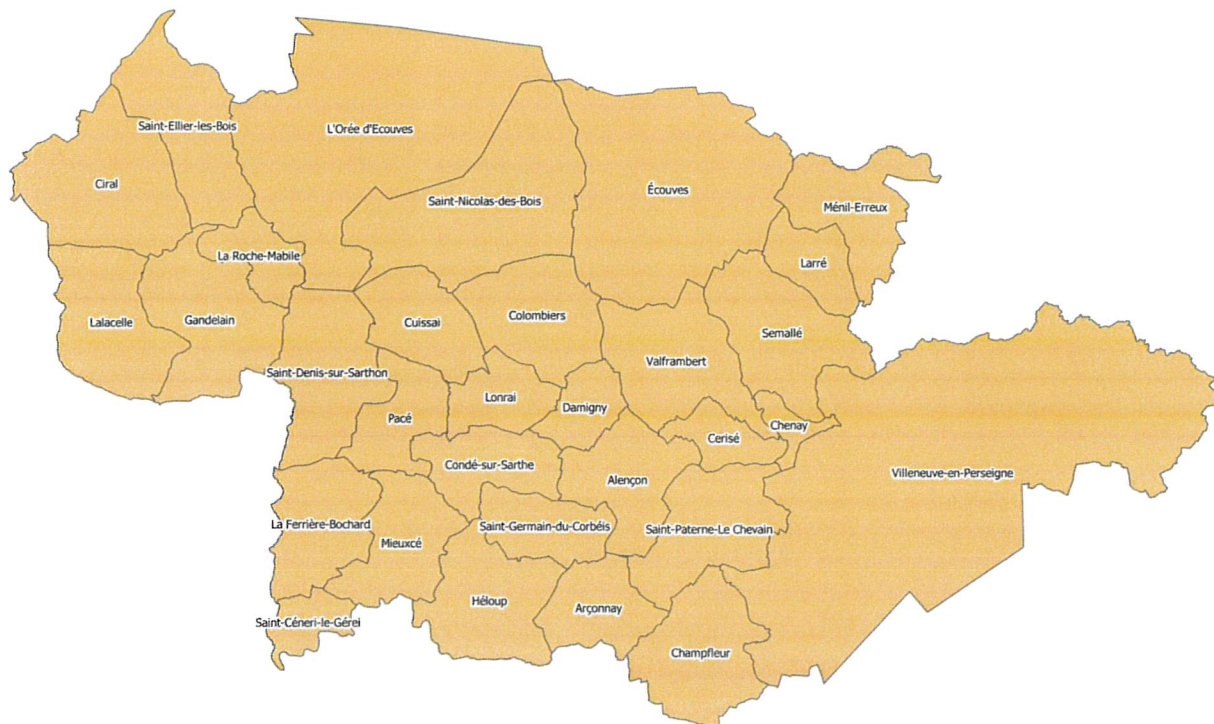 Saint-Ellier-les-Bois
L'Orée d'Ecouves
Ciral
Saint-Nicolas-des-Bois
Écouves
Ménil-Erreux
La Roche-Mabile
Larré
Lalacelle
Gandelain
Cuissai
Colombiers
Semallé
Valframbert
Saint-Denis-sur-Sarthon
Lonrai
Damigny
Pacé
Cerisé
Chenay
Condé-sur-Sarthe
Alençon
Villeneuve-en-Perseigne
La Ferrière-Bochard
Saint-Germain-du-Corbéis
Saint-Paterne-Le Chevain
Mieuxcé
Héloup
Arçonnay
Saint-Céneri-le-Gérei
Champfleur